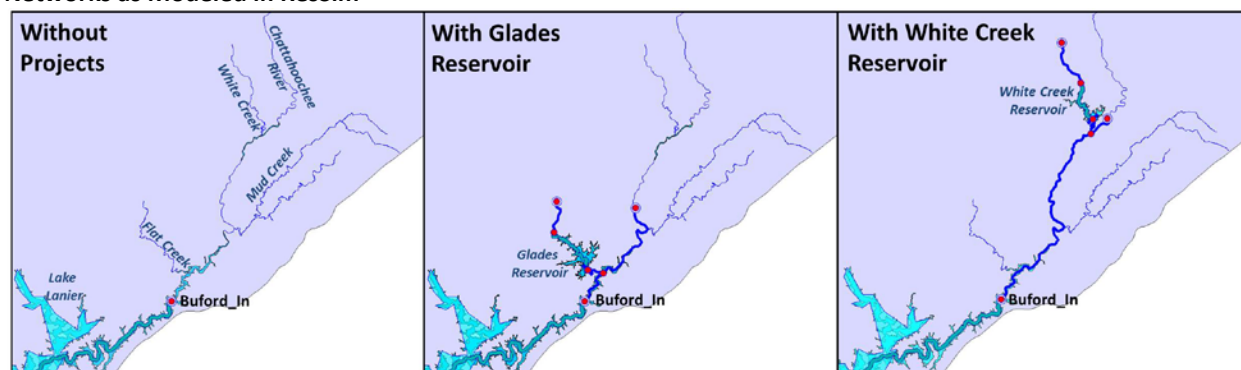 Networks as modeled in ResSim
Without
Projects
Chattahoochee
River
White Creek
Mud Creek
Flat Creek
Lake
Lanier
Buford_In
With Glades
Reservoir
Glades
Reservoir
Buford_In
With White Creek
Reservoir
White Creek
Reservoir
Buford_In